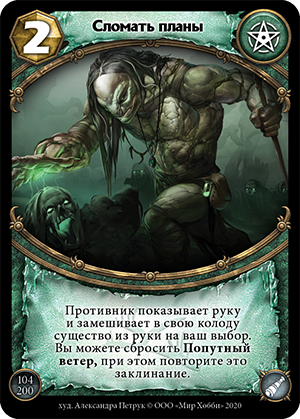 Сломать планы
2
Противник показывает руку
и замешивает в свою колоду
существо из руки на ваш выбор.
Вы можете сбросить Попутный
ветер, при этом повторите это
заклинание.
104
200
худ. Александра Петрук © ООО «Мир Хобби» 2020